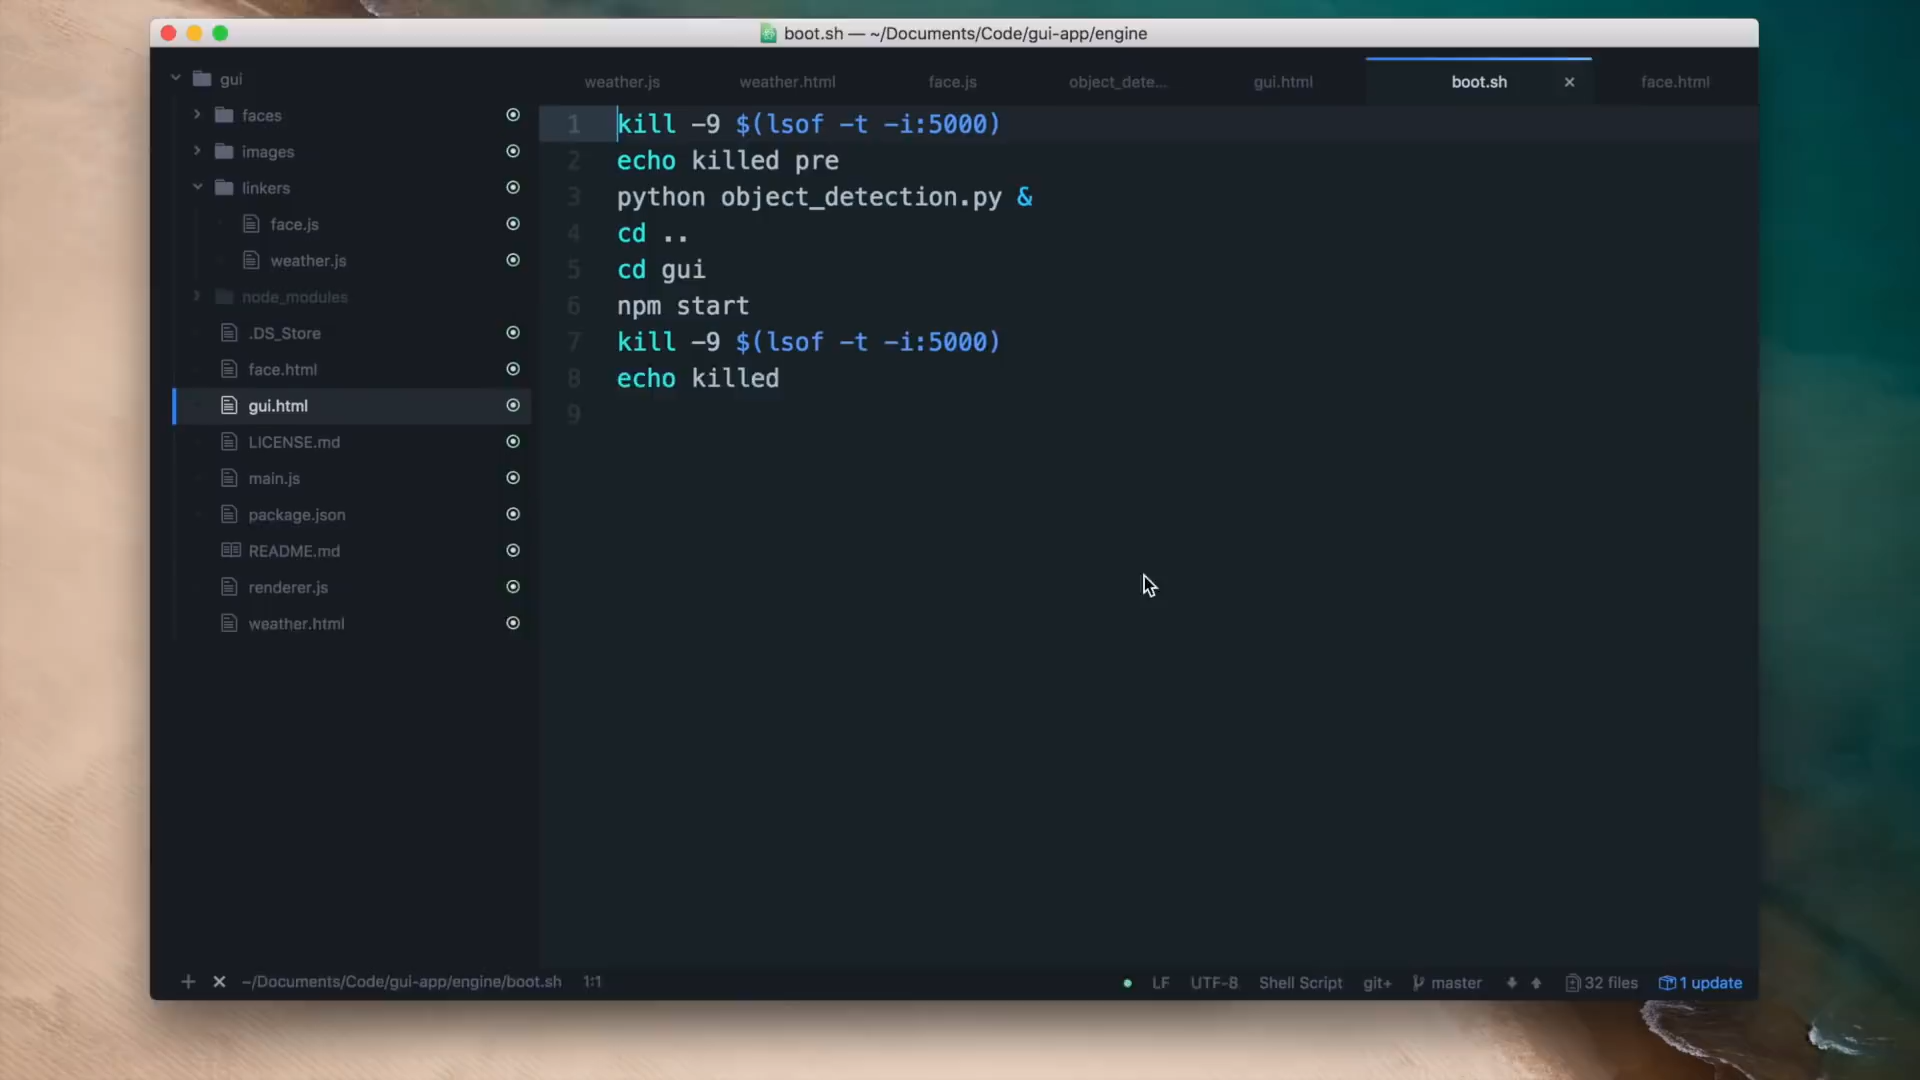 boot.sh — ~/Documents/Code/gui-app/engine
gui
faces
images
linkers
face.js
weather.js
node_modules
.DS_Store
face.html
gui.html
LICENSE.md
main.js
package.json
README.md
renderer.js
weather.html
weather.js weather.html face.js object_dete... gui.html boot.sh × face.html
1 kill -9 $(lsof -t -i:5000)
2 echo killed pre
3 python object_detection.py &
4 cd ..
5 cd gui
6 npm start
7 kill -9 $(lsof -t -i:5000)
8 echo killed
9
~/Documents/Code/gui-app/engine/boot.sh 1:1 LF UTF-8 Shell Script git+ master 32 files 1 update